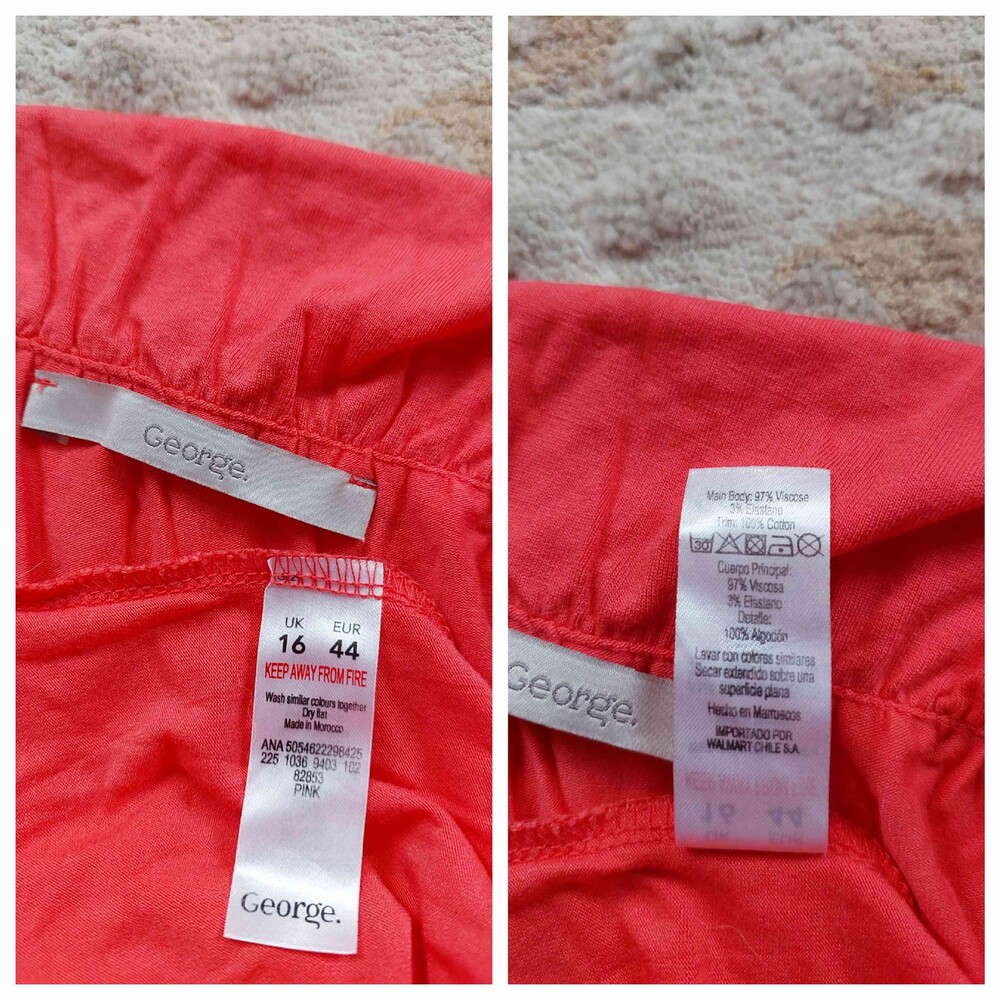 George.
UK EUR
16 44
KEEP AWAY FROM FIRE
Wash similar colours together
Dry flat
Made in Morocco
ANA 5054622298425
225 1036 9403 102
82853
PINK
George.
Main Body: 97% Viscose
3% Elastane
Trim: 100% Cotton
30
Cuerpo Principal:
97% Viscosa
3% Elastano
Detalle:
100% Algodón
Lavar con colores similares
Secar extendido sobre una
superficie plana
Hecho en Marruecos
IMPORTADO POR
WALMART CHILE S.A.
George.